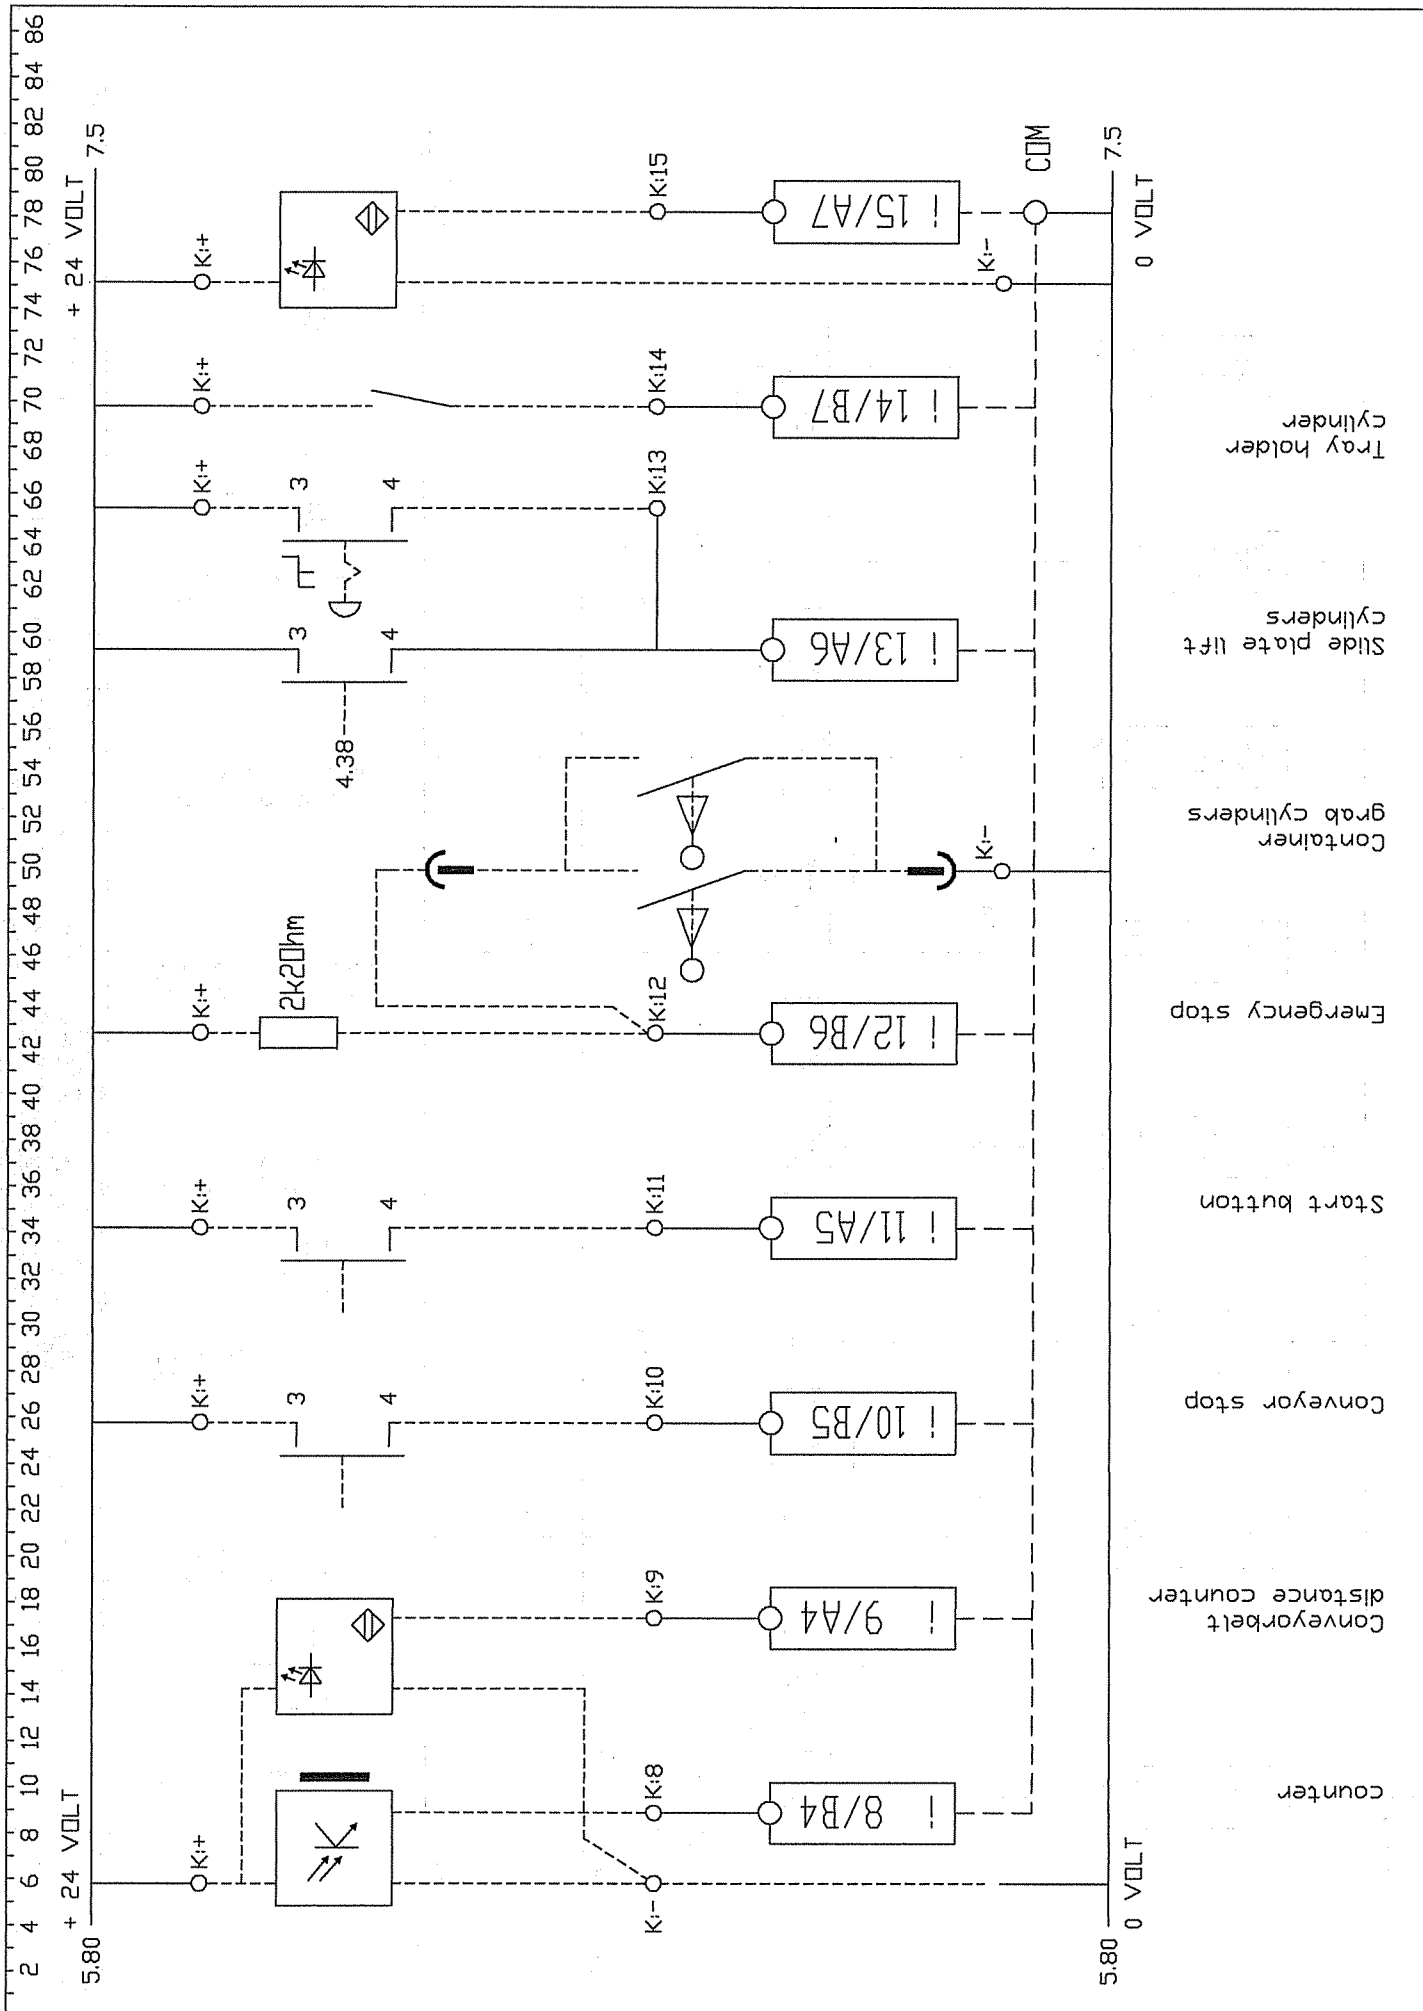 2 4 6 8 10 12 14 16 18 20 22 24 26 28 30 32 34 36 38 40 42 44 46 48 50 52 54 56 58 60 62 64 66 68 70 72 74 76 78 80 82 84 86
+ 24 VOLT
+ 24 VOLT
5.80
7.5
K:+
K:+
K:+
K:+
K:+
K:+
K:+
2k2Ohm
3
3
3
3
4
4
4
4
4.38
K:-
K:8
K:9
K:10
K:11
K:12
K:13
K:14
K:15
i 8/B4
i 9/A4
i 10/B5
i 11/A5
i 12/B6
i 13/A6
i 14/B7
i 15/A7
K:-
K:-
COM
5.80
7.5
0 VOLT
0 VOLT
counter
Conveyorbelt
distance counter
Conveyor stop
Start button
Emergency stop
Container
grab cylinders
Slide plate lift
cylinders
Tray holder
cylinder